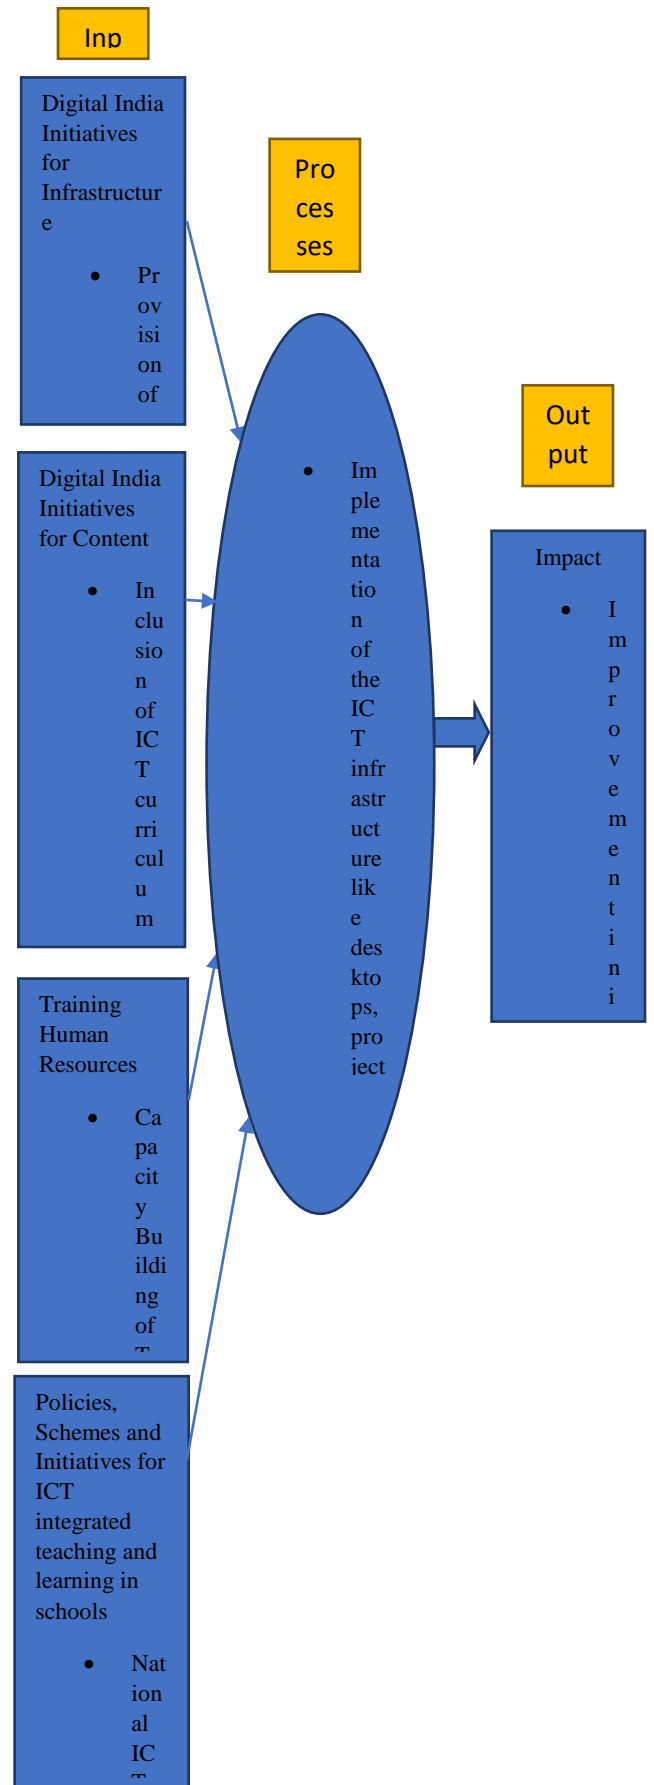 Inp
Digital India
Initiatives
for
Infrastructur
e
• Pr
ov
isi
on
of
Digital India
Initiatives
for Content
• In
clu
sio
n
of
IC
T
cu
rri
cul
u
m
Training
Human
Resources
• Ca
pa
cit
y
Bu
ildi
ng
of
Policies,
Schemes and
Initiatives for
ICT
integrated
teaching and
learning in
schools
• Nat
ion
al
IC
Pro
ces
ses
• Im
ple
me
nta
tio
n
of
the
IC
T
infr
astr
uct
ure
lik
e
des
kto
ps,
pro
ject
Out
put
Impact
• I
m
p
r
o
v
e
m
e
n
t
i
n
i